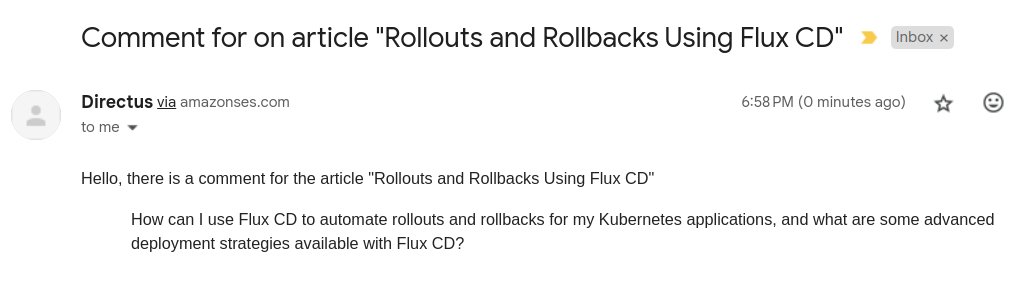 Comment for on article "Rollouts and Rollbacks Using Flux CD" Inbox ×
Directus via amazonses.com 6:58 PM (0 minutes ago)
to me
Hello, there is a comment for the article "Rollouts and Rollbacks Using Flux CD"
How can I use Flux CD to automate rollouts and rollbacks for my Kubernetes applications, and what are some advanced
deployment strategies available with Flux CD?